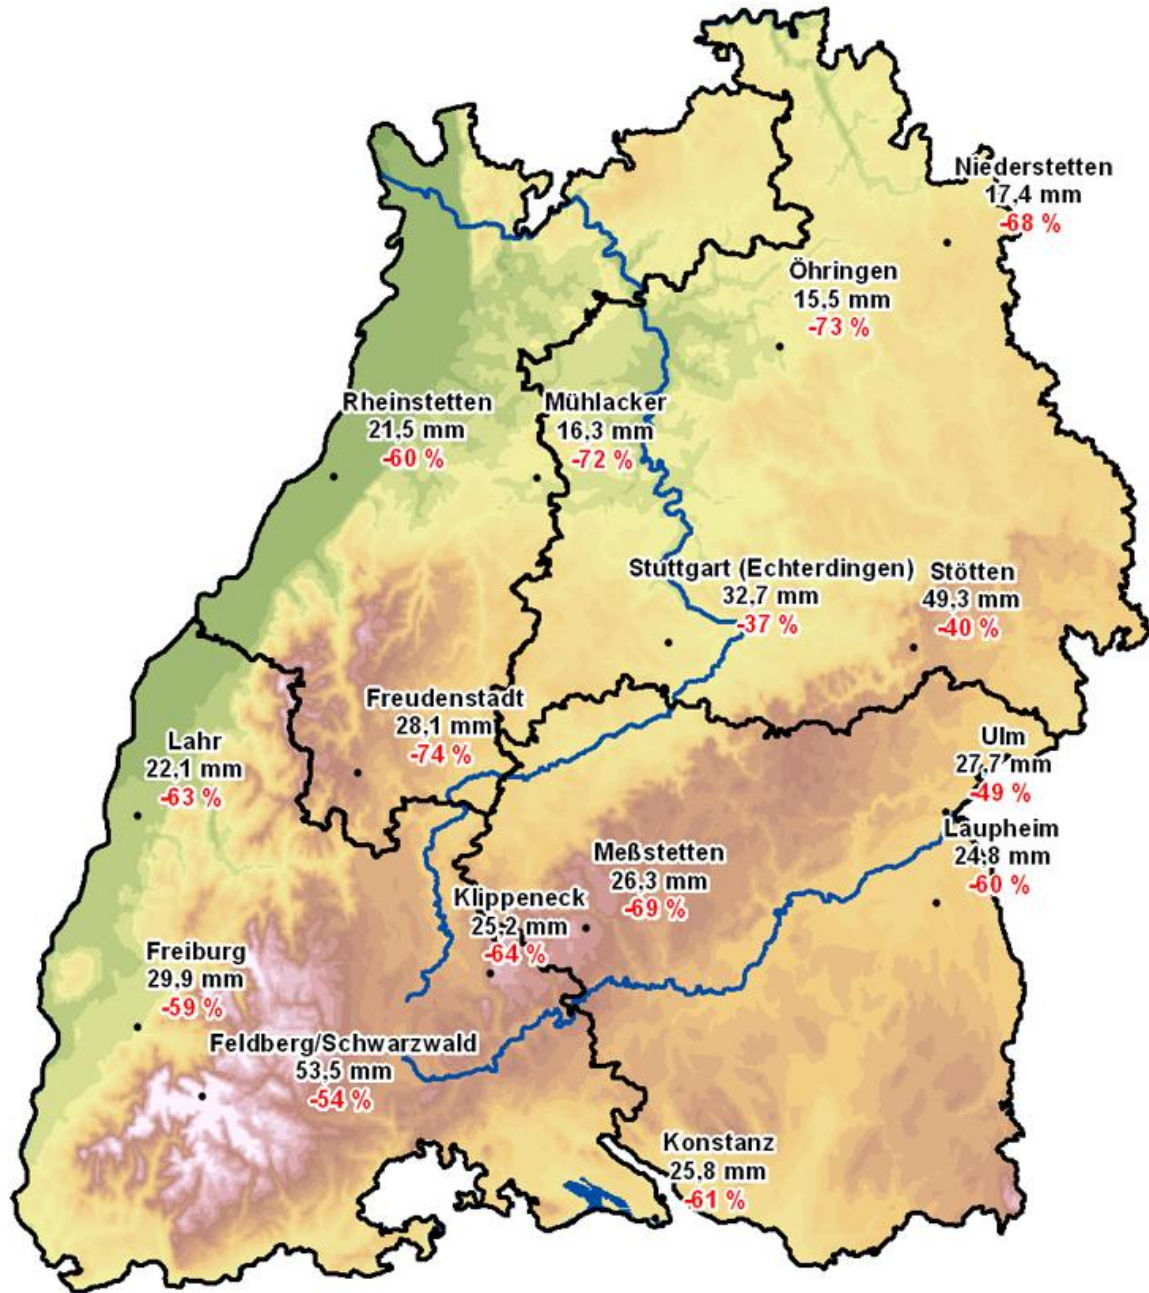 Niederstetten
17,4 mm
-68 %
Öhringen
15,5 mm
-73 %
Rheinstetten
21,5 mm
-60 %
Mühlacker
16,3 mm
-72 %
Stuttgart (Echterdingen)
32,7 mm
-37 %
Stötten
49,3 mm
-40 %
Freudenstadt
28,1 mm
-74 %
Lahr
22,1 mm
-63 %
Ulm
27,7 mm
-49 %
Laupheim
24,8 mm
-60 %
Meßstetten
26,3 mm
-69 %
Klippeneck
25,2 mm
-64 %
Freiburg
29,9 mm
-59 %
Feldberg/Schwarzwald
53,5 mm
-54 %
Konstanz
25,8 mm
-61 %